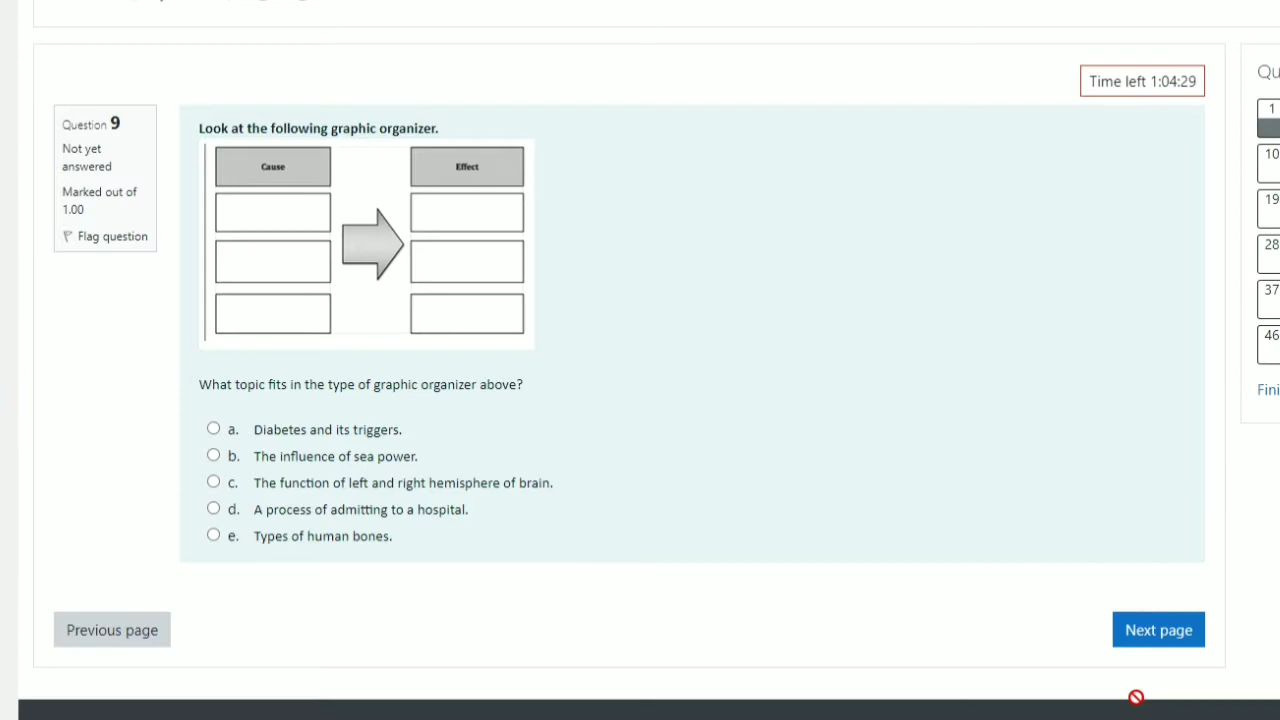 Time left 1:04:29
Question 9
Not yet
answered
Marked out of
1.00
Flag question
Look at the following graphic organizer.
Cause
Effect
What topic fits in the type of graphic organizer above?
a. Diabetes and its triggers.
b. The influence of sea power.
c. The function of left and right hemisphere of brain.
d. A process of admitting to a hospital.
e. Types of human bones.
Previous page
Next page
Qu
1
10
19
28
37
46
Fini